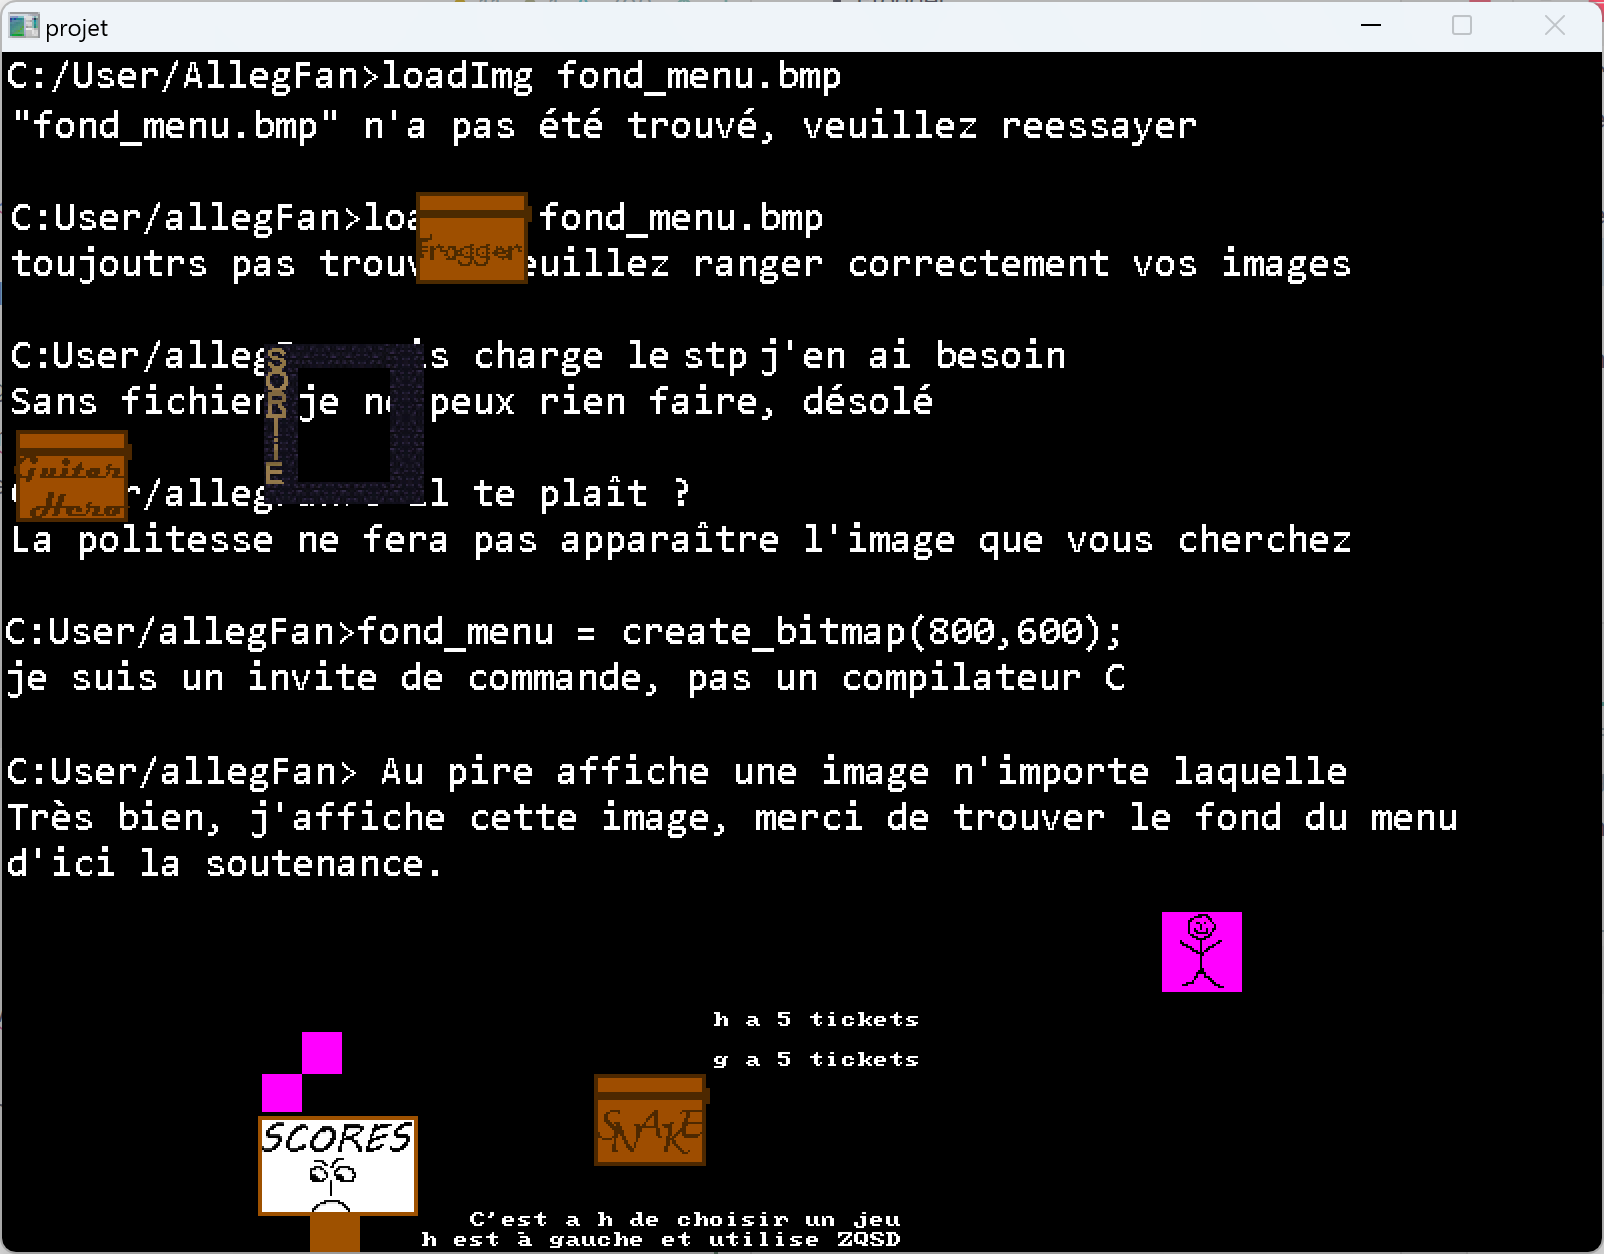 projet
C:/User/AllegFan>loadImg fond_menu.bmp
"fond_menu.bmp" n'a pas été trouvé, veuillez reessayer
C:User/allegFan>loa fond_menu.bmp
Frogger
toujoutrs pas trouv euillez ranger correctement vos images
C:User/alleg is charge le stp j'en ai besoin
SORTIE
Sans fichier je ne peux rien faire, désolé
Guitar
Hero
r/alleg il te plaît ?
La politesse ne fera pas apparaître l'image que vous cherchez
C:User/allegFan>fond_menu = create_bitmap(800,600);
je suis un invite de commande, pas un compilateur C
C:User/allegFan> Au pire affiche une image n'importe laquelle
Très bien, j'affiche cette image, merci de trouver le fond du menu
d'ici la soutenance.
h a 5 tickets
g a 5 tickets
SNAKE
SCORES
C'est a h de choisir un jeu
h est à gauche et utilise ZQSD